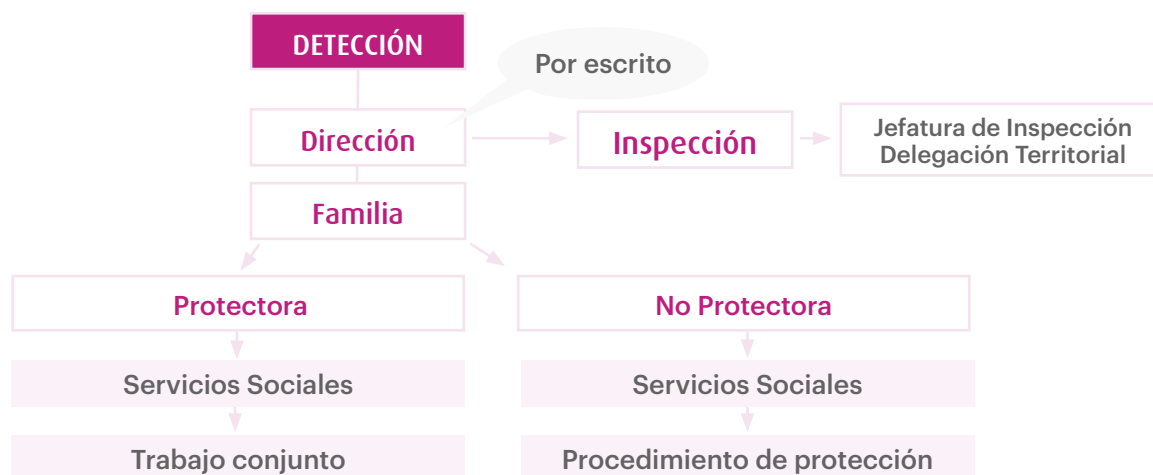 DETECCIÓN
Por escrito
Dirección
Inspección
Jefatura de Inspección
Delegación Territorial
Familia
Protectora
No Protectora
Servicios Sociales
Servicios Sociales
Trabajo conjunto
Procedimiento de protección